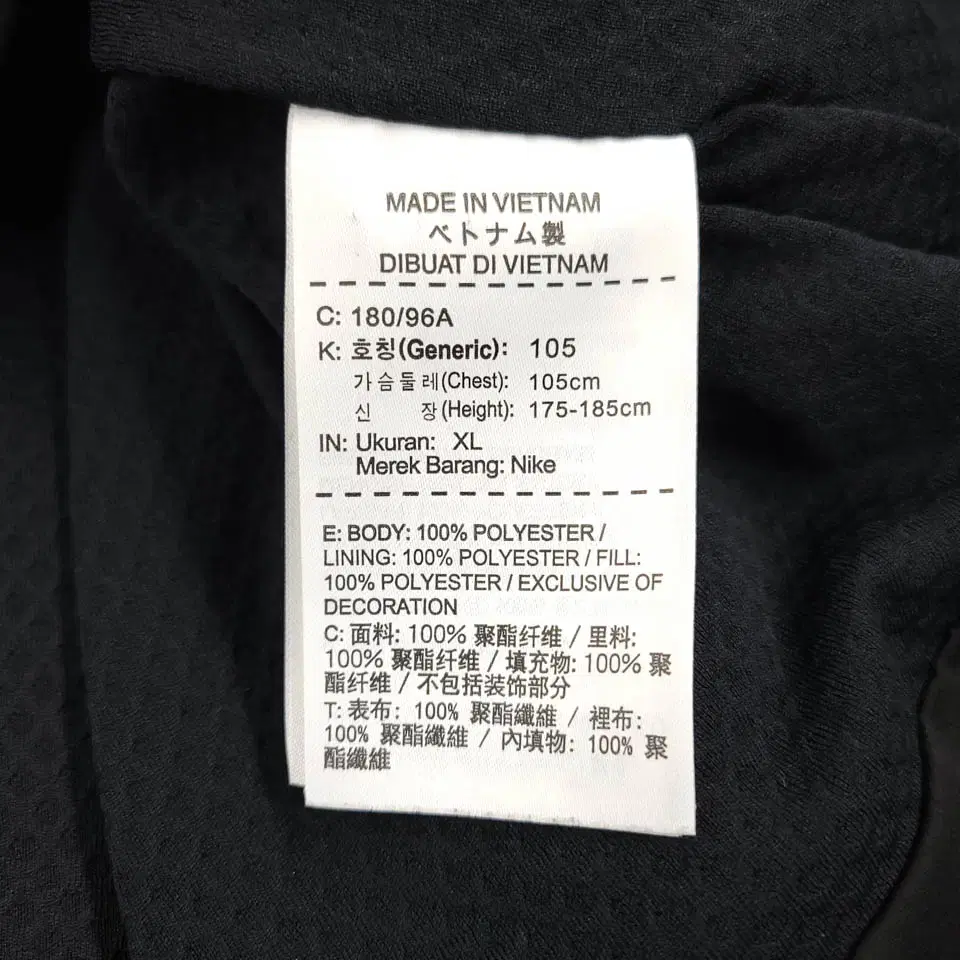 MADE IN VIETNAM
ベトナム製
DIBUAT DI VIETNAM
C: 180/96A
K: 호칭(Generic): 105
가슴둘레(Chest): 105cm
신 장(Height): 175-185cm
IN: Ukuran: XL
Merek Barang: Nike
E: BODY: 100% POLYESTER /
LINING: 100% POLYESTER / FILL:
100% POLYESTER / EXCLUSIVE OF
DECORATION
C: 面料: 100% 聚酯纤维 / 里料:
100% 聚酯纤维 / 填充物: 100% 聚
酯纤维 / 不包括装饰部分
T: 表布: 100% 聚酯纖維 / 裡布:
100% 聚酯纖維 / 內填物: 100% 聚
酯纖維